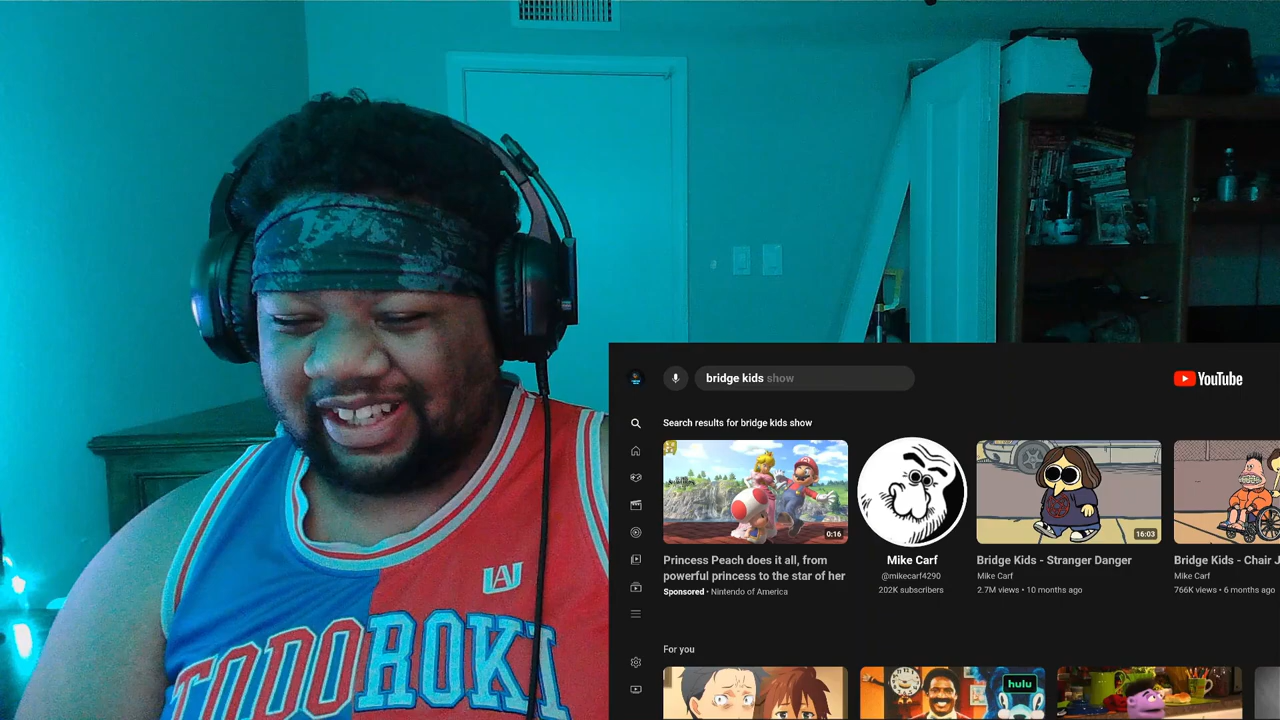 bridge kids show
YouTube
Search results for bridge kids show
0:16
16:03
Princess Peach does it all, from
powerful princess to the star of her
Sponsored • Nintendo of America
Mike Carf
@mikecarf4290
202K subscribers
Bridge Kids - Stranger Danger
Mike Carf
2.7M views • 10 months ago
Bridge Kids - Chair J
Mike Carf
766K views • 6 months ago
For you
hulu
UA
TODOROKI